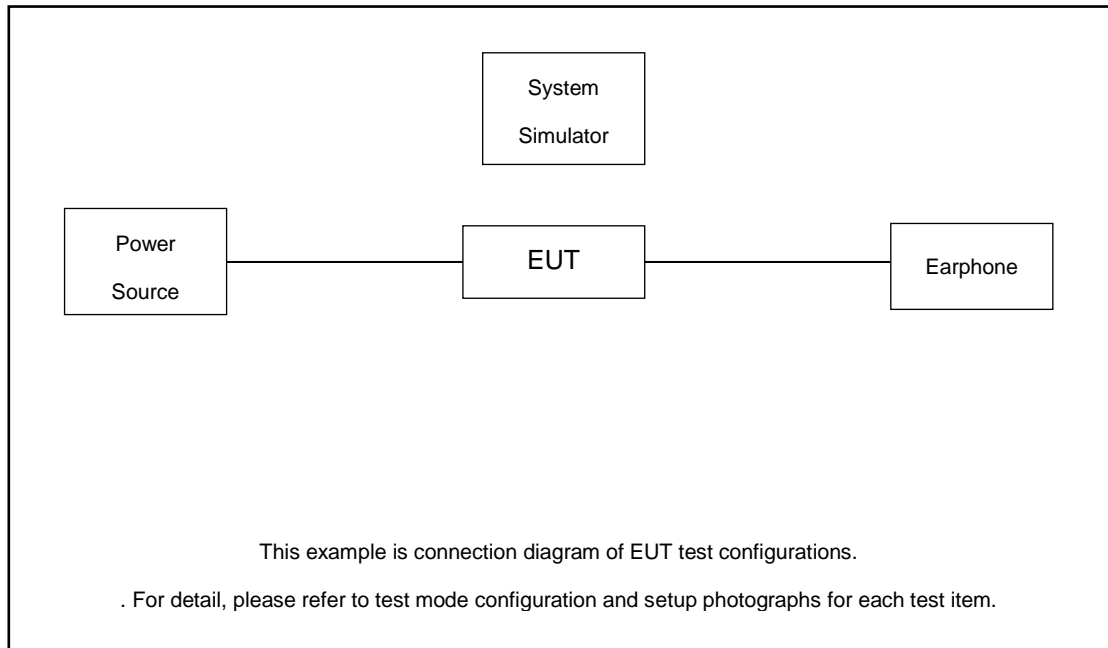 System
Simulator
Power
Source
EUT
Earphone
This example is connection diagram of EUT test configurations.
. For detail, please refer to test mode configuration and setup photographs for each test item.